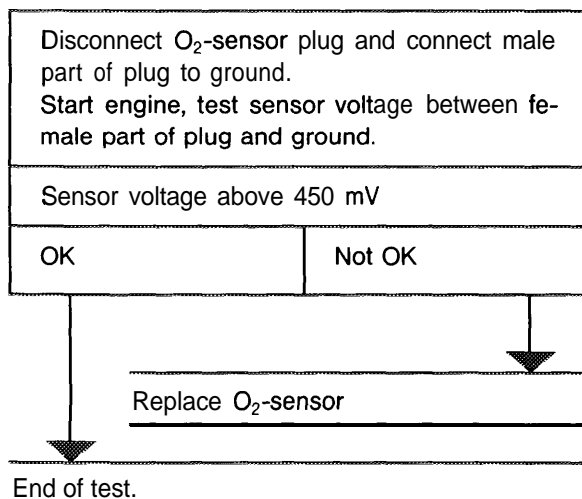 Disconnect O₂-sensor plug and connect male
part of plug to ground.
Start engine, test sensor voltage between fe-
male part of plug and ground.
Sensor voltage above 450 mV
OK
Not OK
Replace O₂-sensor
End of test.